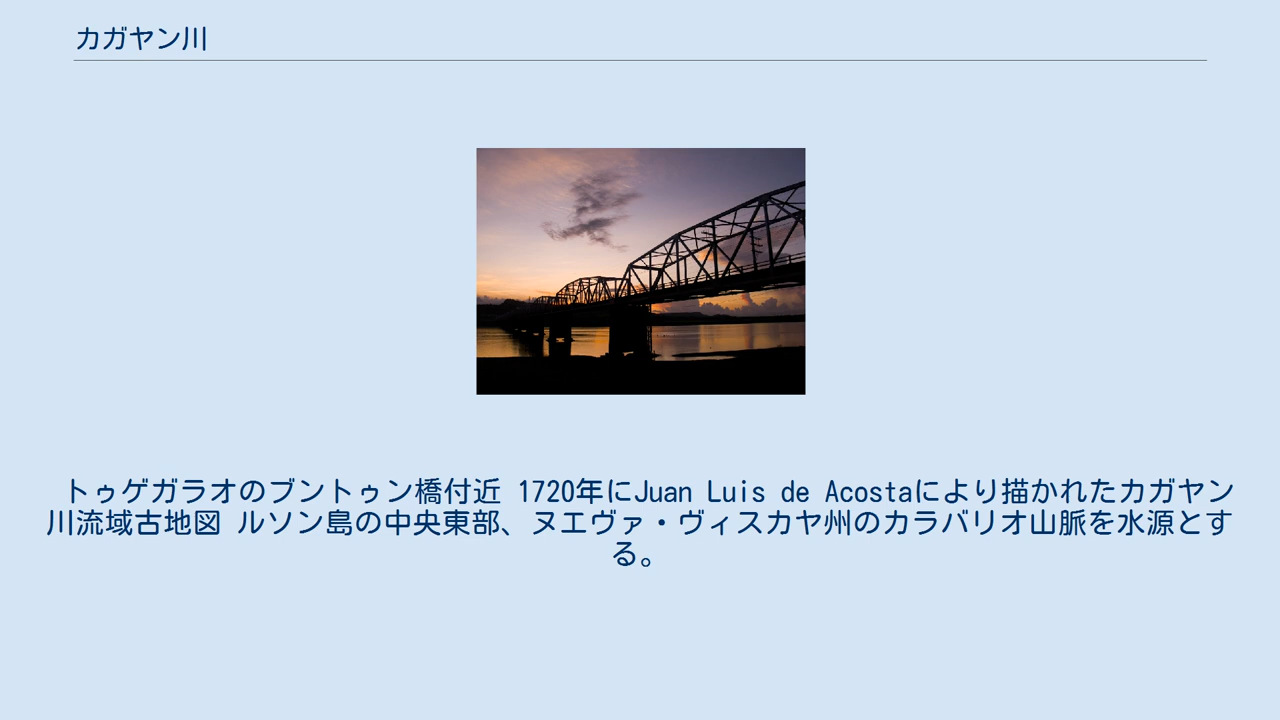 カガヤン川
トゥゲガラオのブントゥン橋付近 1720年にJuan Luis de Acostaにより描かれたカガヤン
川流域古地図 ルソン島の中央東部、ヌエヴァ・ヴィスカヤ州のカラバリオ山脈を水源とす
る。